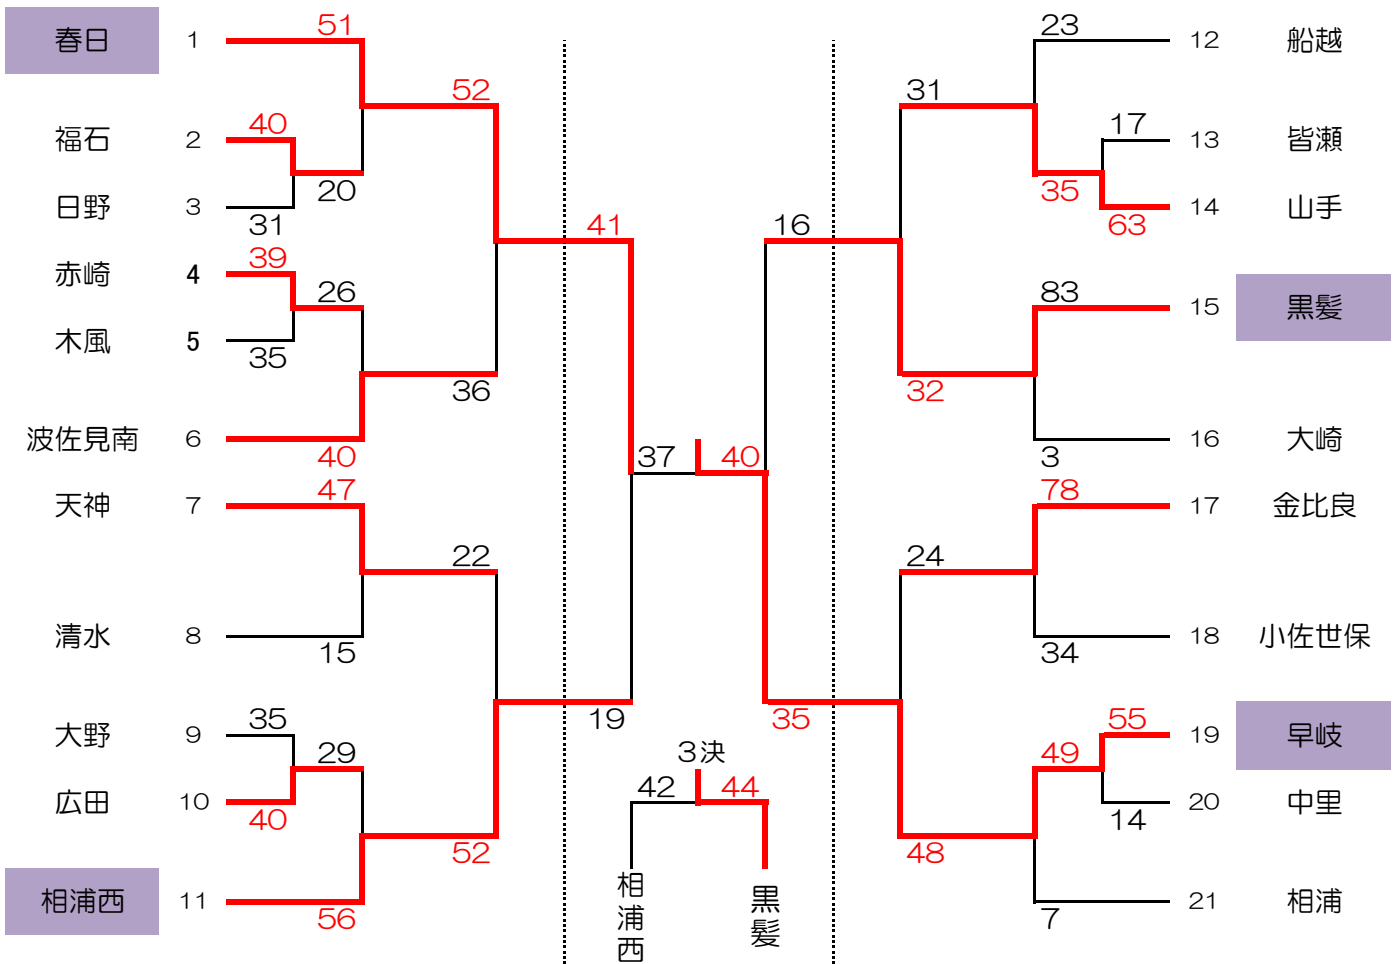 春日 1 51
52
福石 2 40
20
日野 3 31
41
赤崎 4 39
26
木風 5 35
36
波佐見南 6 40
天神 7 47
22
清水 8 15
19
大野 9 35
29
広田 10 40
52
相浦西 11 56
37 40
3決
42 44
相浦西
黒髪
23 12 船越
31
17 13 皆瀬
35
63 14 山手
16
83 15 黒髪
32
3 16 大崎
78 17 金比良
24
34 18 小佐世保
35
55 19 早岐
49
14 20 中里
48
7 21 相浦